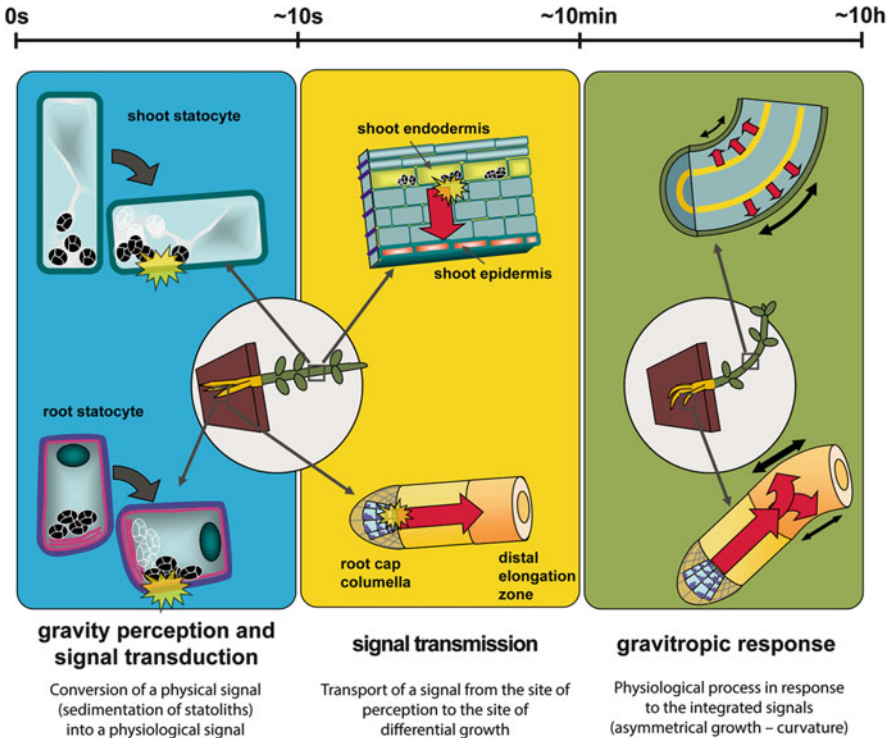 0s
~10s
~10min
~10h
shoot statocyte
root statocyte
shoot endodermis
shoot epidermis
root cap
columella
distal
elongation
zone
gravity perception and
signal transduction
Conversion of a physical signal
(sedimentation of statoliths)
into a physiological signal
signal transmission
Transport of a signal from the site of
perception to the site of
differential growth
gravitropic response
Physiological process in response
to the integrated signals
(asymmetrical growth – curvature)